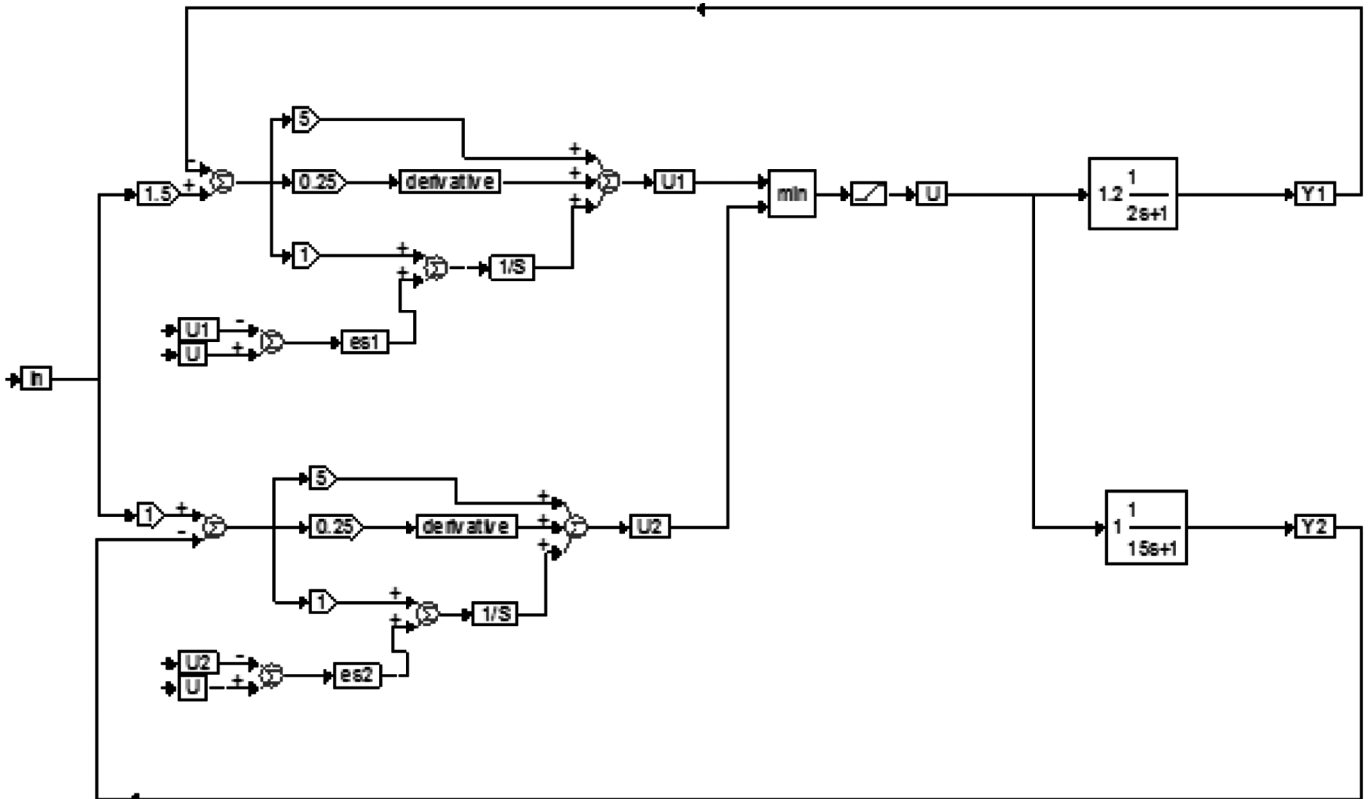 5
+
-
+
0.25
derivative
+
U1
1.5
+
min
U
1.2
1
2s+1
Y1
1
+
+
Σ
1/S
U1
-
U
+
Σ
es1
In
5
+
1
+
-
Σ
0.25
derivative
+
Σ
U2
1
1
15s+1
Y2
+
1
+
+
Σ
1/S
U2
-
U
+
Σ
es2